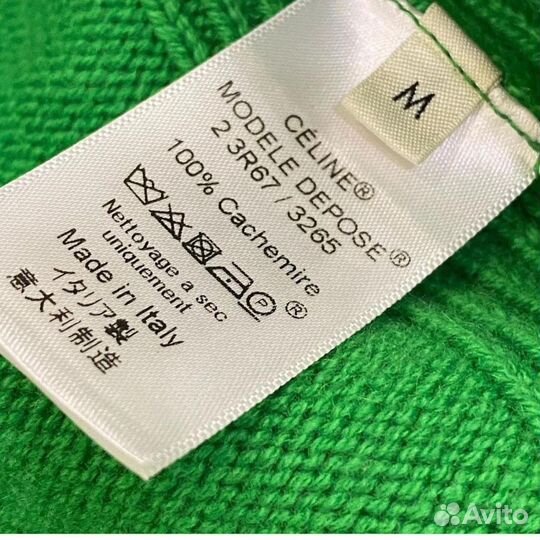 M
CÉLINE®
MODELE DEPOSE®
2 3R67 / 3265
100% Cachemire
P
Nettoyage a sec
uniquement
Made in Italy
イタリア製
意大利制造
Avito